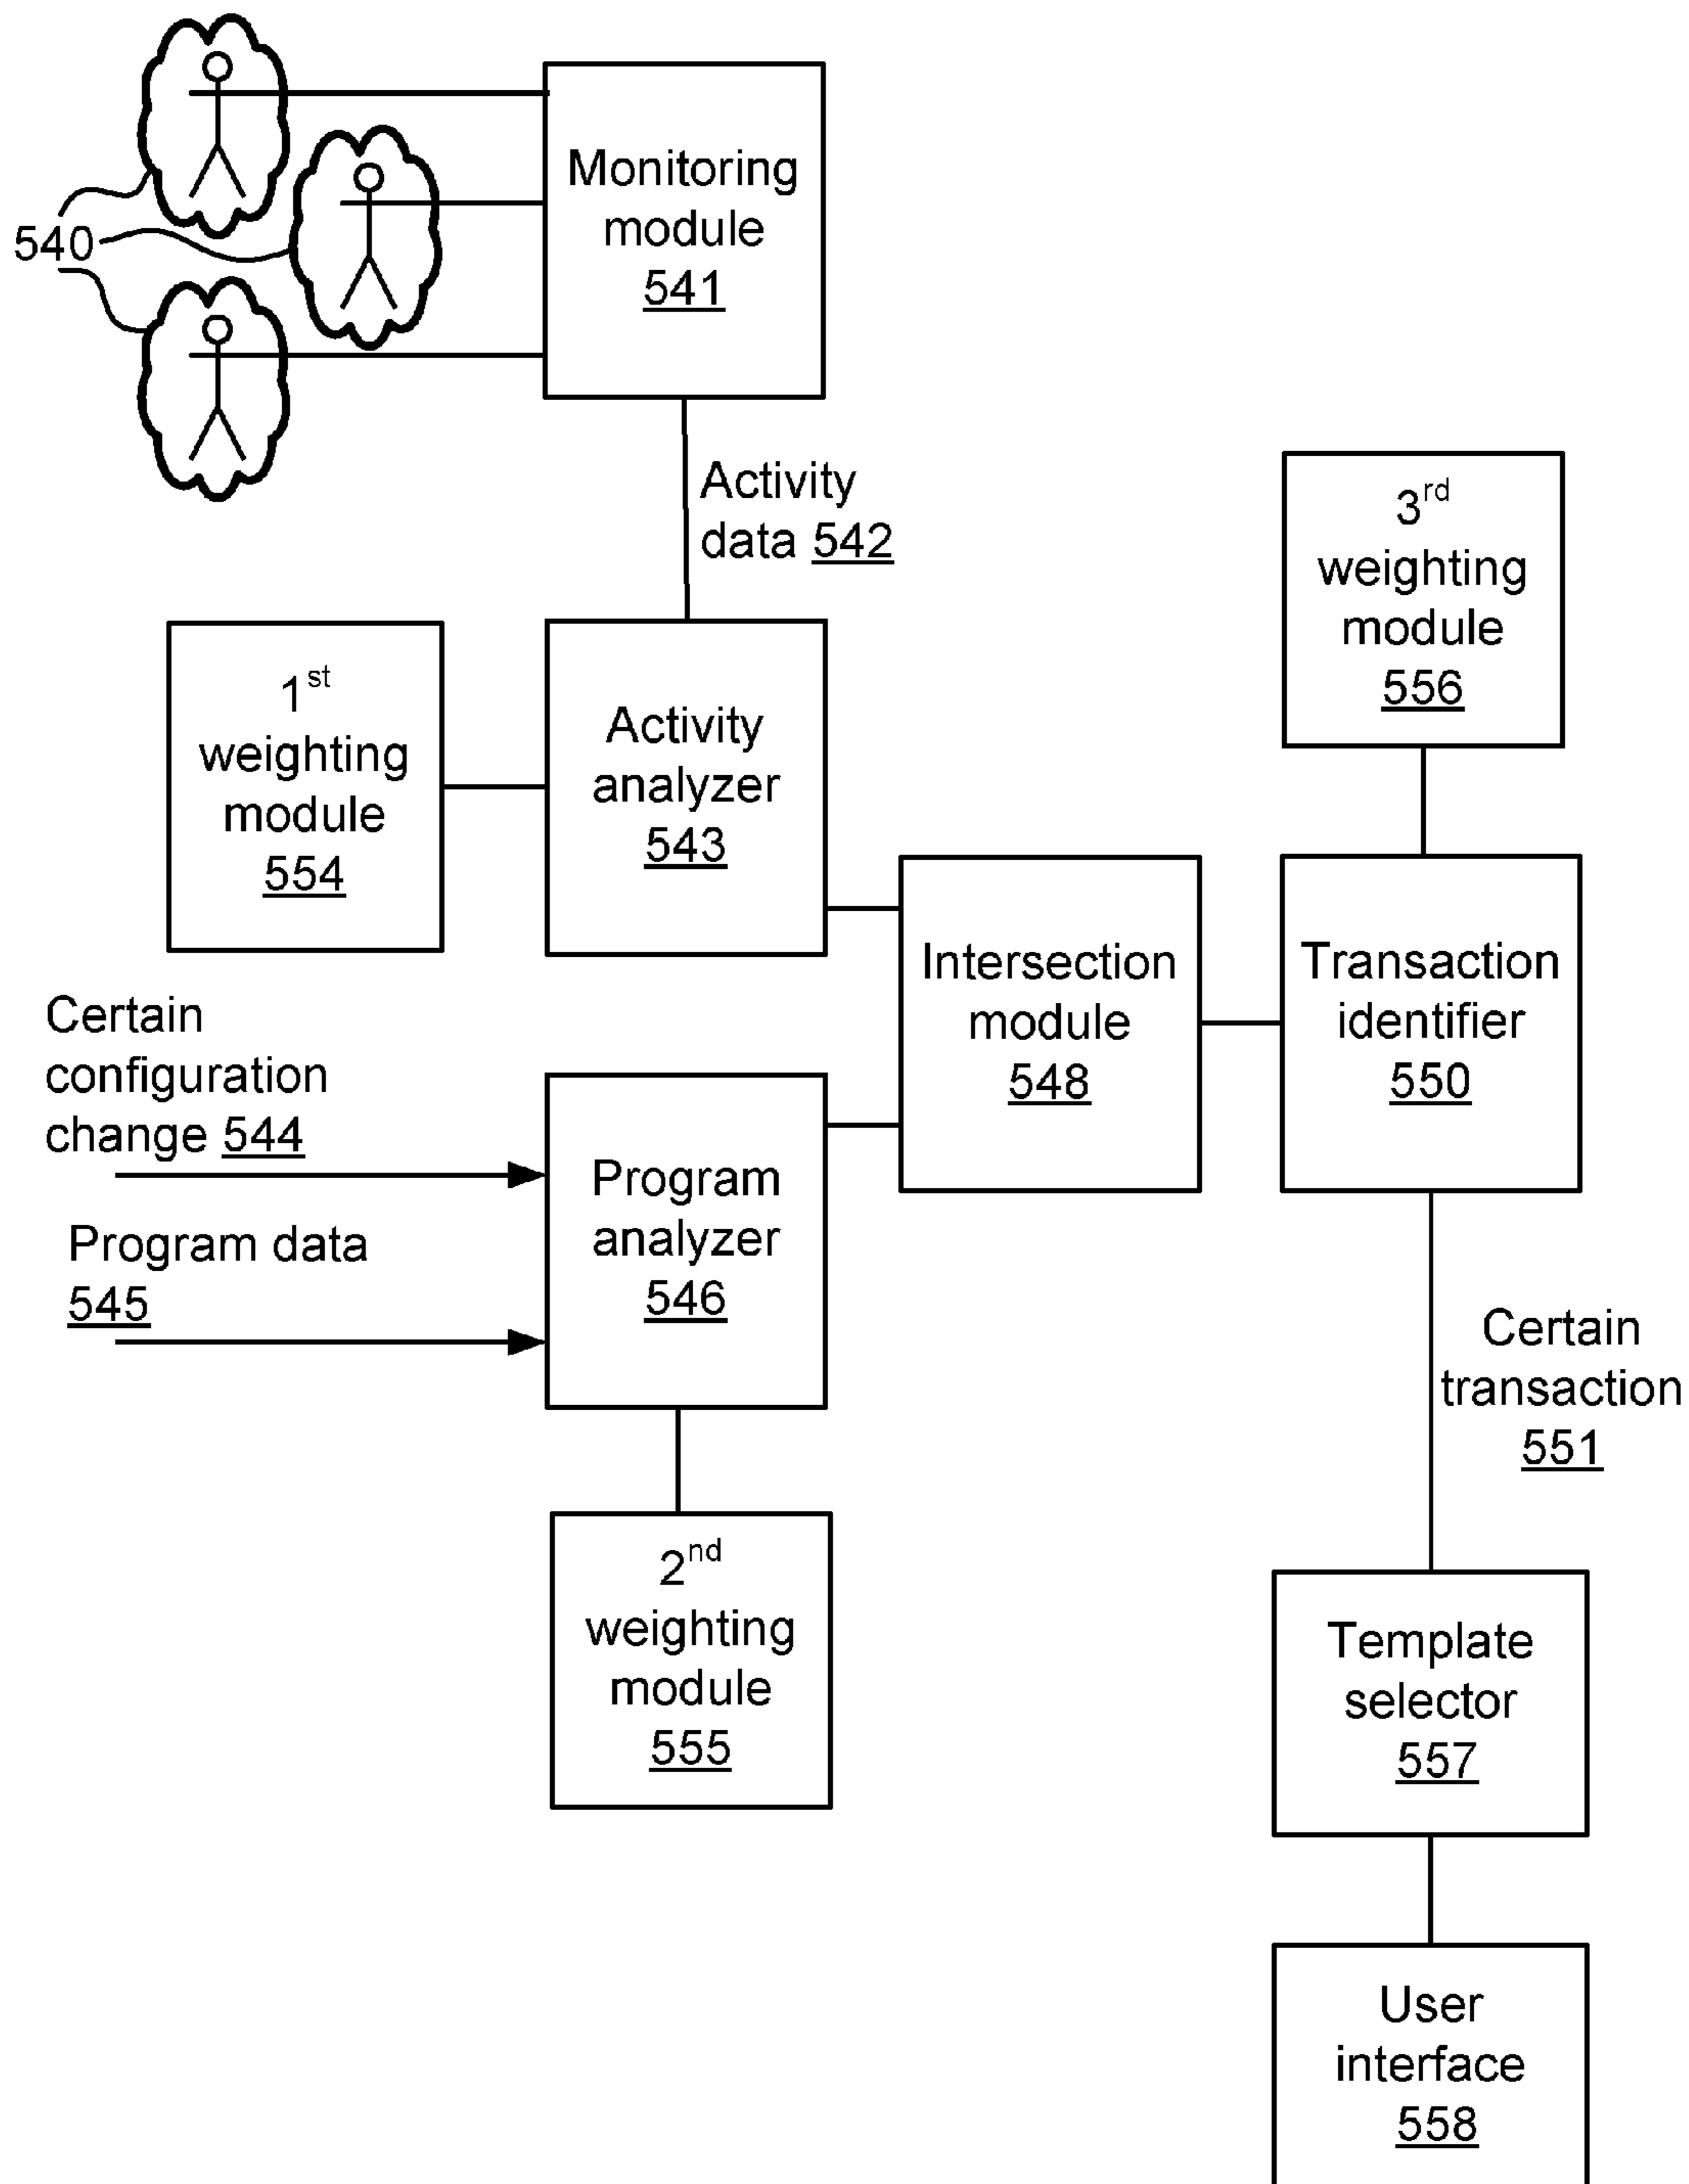 540
Monitoring
module
541
Activity
data 542
1st
weighting
module
554
Activity
analyzer
543
3rd
weighting
module
556
Certain
configuration
change 544
Program data
545
Program
analyzer
546
Intersection
module
548
Transaction
identifier
550
Certain
transaction
551
2nd
weighting
module
555
Template
selector
557
User
interface
558